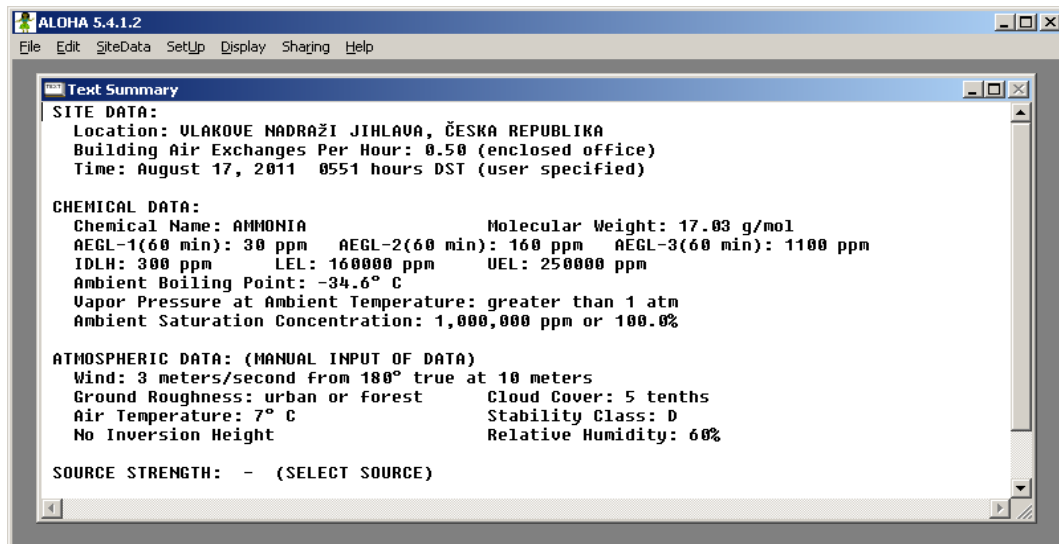 ALOHA 5.4.1.2
File Edit SiteData SetUp Display Sharing Help
Text Summary
SITE DATA:
Location: VLAKOVE NADRAžI JIHLAVA, ČESKA REPUBLIKA
Building Air Exchanges Per Hour: 0.50 (enclosed office)
Time: August 17, 2011 0551 hours DST (user specified)
CHEMICAL DATA:
Chemical Name: AMMONIA Molecular Weight: 17.03 g/mol
AEGL-1(60 min): 30 ppm AEGL-2(60 min): 160 ppm AEGL-3(60 min): 1100 ppm
IDLH: 300 ppm LEL: 160000 ppm UEL: 250000 ppm
Ambient Boiling Point: -34.6° C
Vapor Pressure at Ambient Temperature: greater than 1 atm
Ambient Saturation Concentration: 1,000,000 ppm or 100.0%
ATMOSPHERIC DATA: (MANUAL INPUT OF DATA)
Wind: 3 meters/second from 180° true at 10 meters
Ground Roughness: urban or forest Cloud Cover: 5 tenths
Air Temperature: 7° C Stability Class: D
No Inversion Height Relative Humidity: 60%
SOURCE STRENGTH: - (SELECT SOURCE)